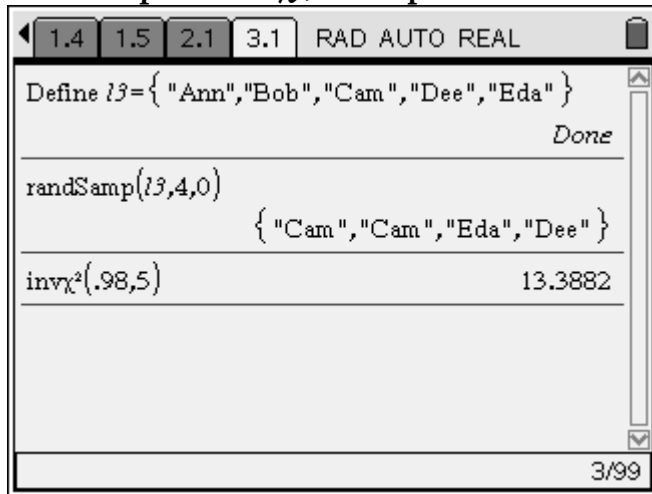 1.4 1.5 2.1 3.1 RAD AUTO REAL
Define l3={"Ann","Bob","Cam","Dee","Eda"}
Done
randSamp(l3,4,0)
{"Cam","Cam","Eda","Dee"}
invχ²(.98,5) 13.3882
3/99